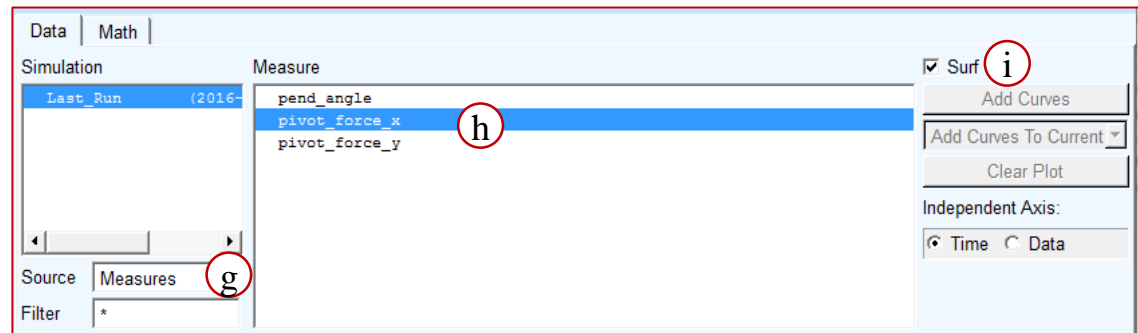 Data Math
Simulation
Last_Run (2016-
Source Measures g
Filter *
Measure
pend_angle
pivot_force_x h
pivot_force_y
Surf i
Add Curves
Add Curves To Current
Clear Plot
Independent Axis:
Time Data